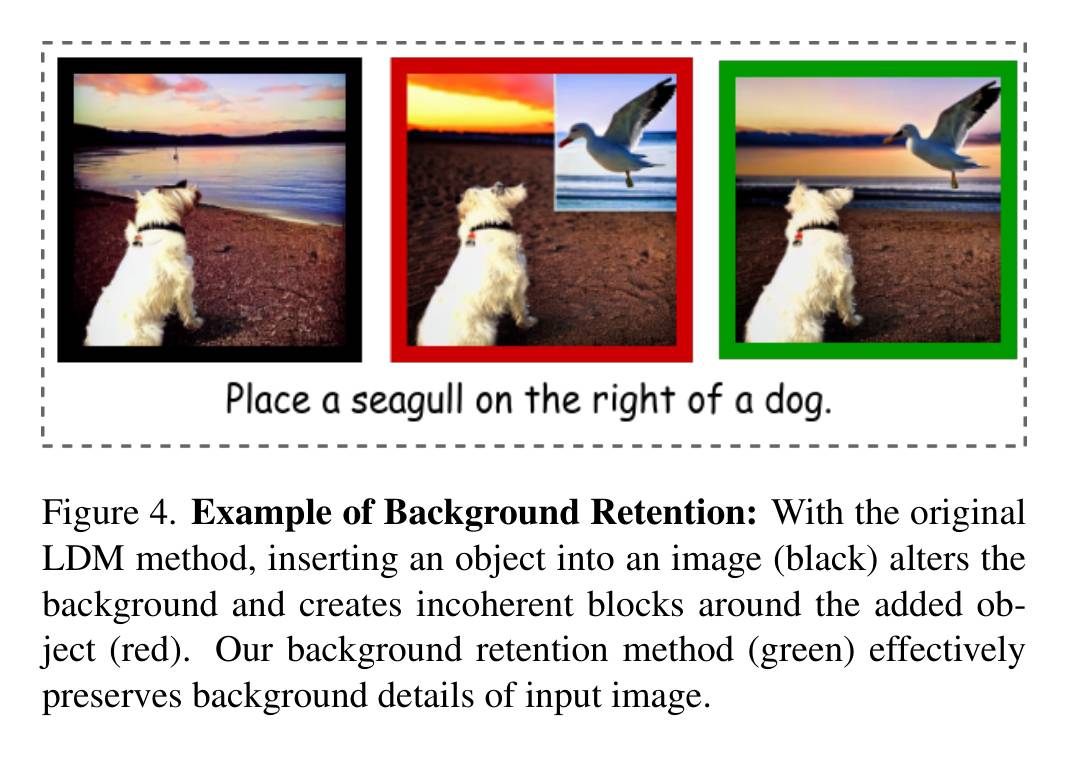 Place a seagull on the right of a dog.
Figure 4. Example of Background Retention: With the original
LDM method, inserting an object into an image (black) alters the
background and creates incoherent blocks around the added ob-
ject (red). Our background retention method (green) effectively
preserves background details of input image.